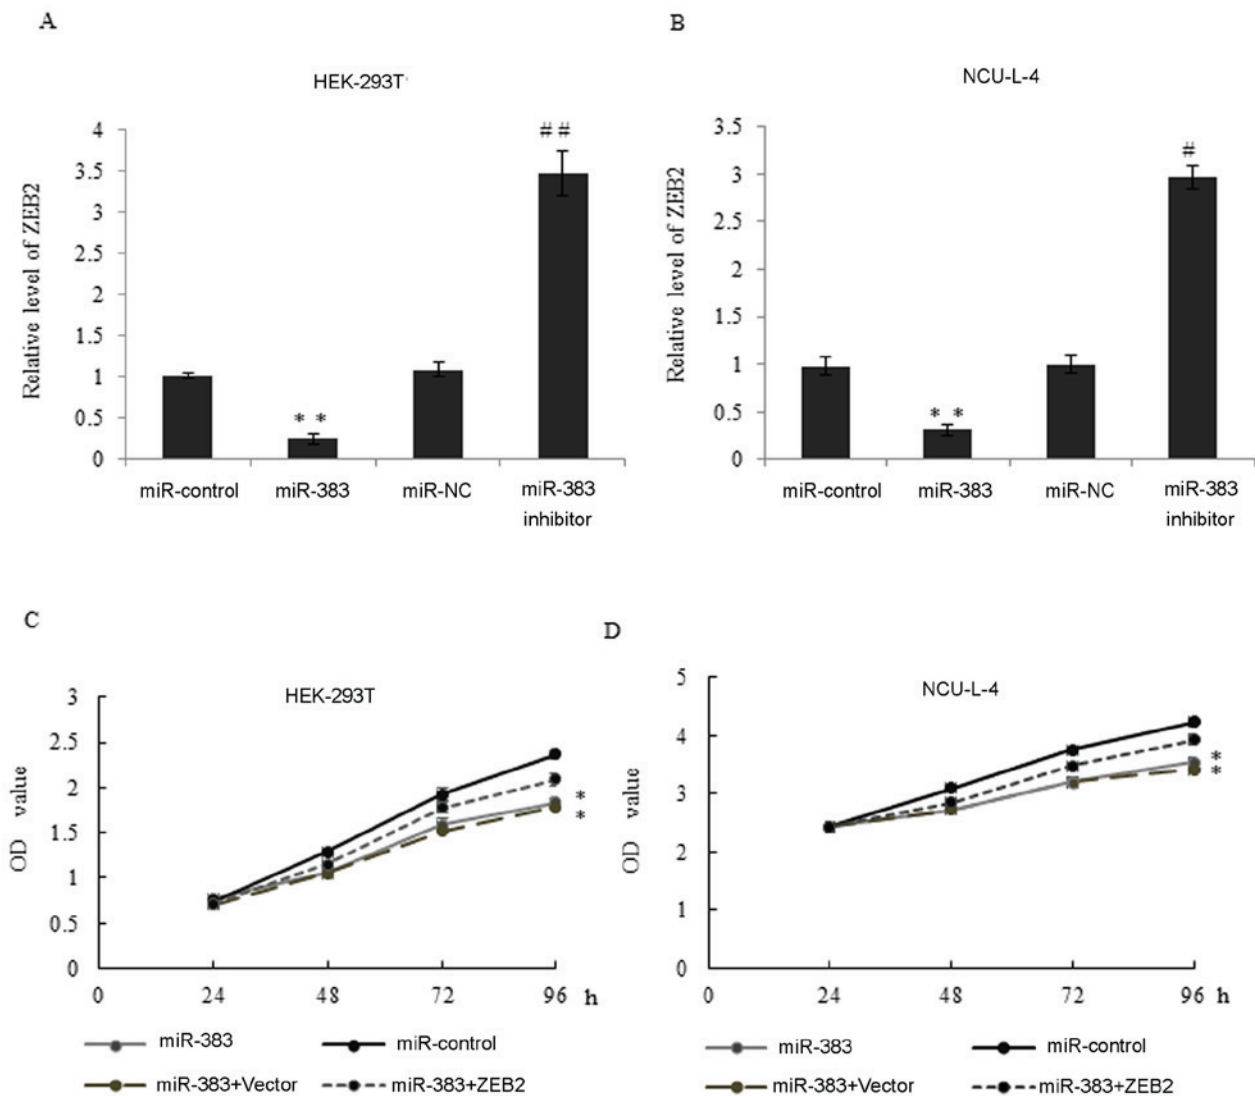 A
HEK-293T
Relative level of ZEB2
4
3.5
3
2.5
2
1.5
1
0.5
0
##
* *
miR-control
miR-383
miR-NC
miR-383
inhibitor
B
NCU-L-4
Relative level of ZEB2
3.5
3
2.5
2
1.5
1
0.5
0
#
* *
miR-control
miR-383
miR-NC
miR-383
inhibitor
C
HEK-293T
OD value
3
2.5
2
1.5
1
0.5
0
*
*
0 24 48 72 96 h
miR-383 miR-control
miR-383+Vector miR-383+ZEB2
D
NCU-L-4
OD value
5
4
3
2
1
0
*
*
0 24 48 72 96 h
miR-383 miR-control
miR-383+Vector miR-383+ZEB2